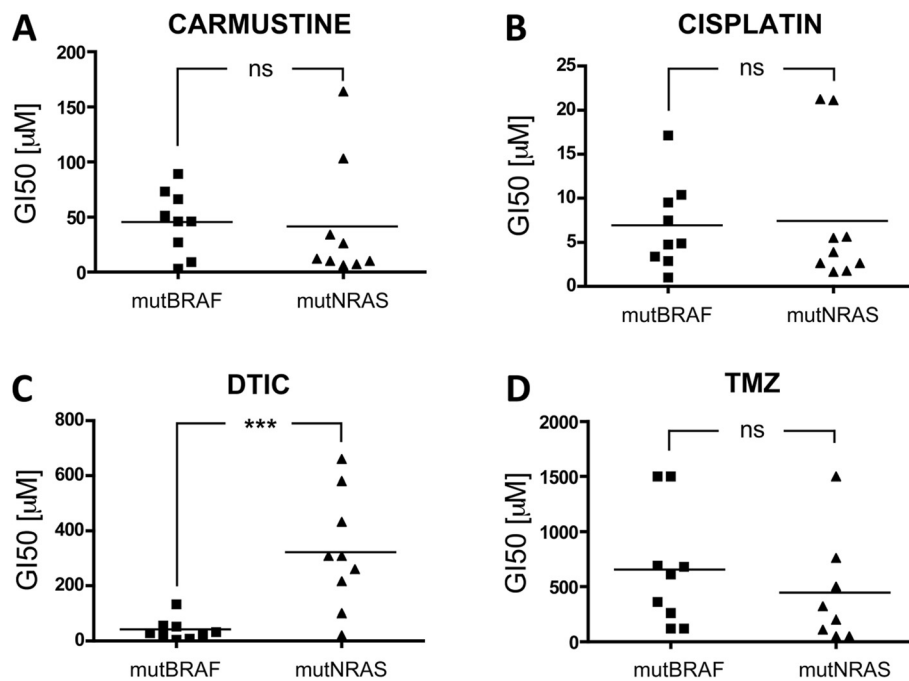 A
CARMUSTINE
ns
GI50 [µM]
200
150
100
50
0
mutBRAF
mutNRAS
B
CISPLATIN
ns
GI50 [µM]
25
20
15
10
5
0
mutBRAF
mutNRAS
C
DTIC
***
GI50 [µM]
800
600
400
200
0
mutBRAF
mutNRAS
D
TMZ
ns
GI50 [µM]
2000
1500
1000
500
0
mutBRAF
mutNRAS